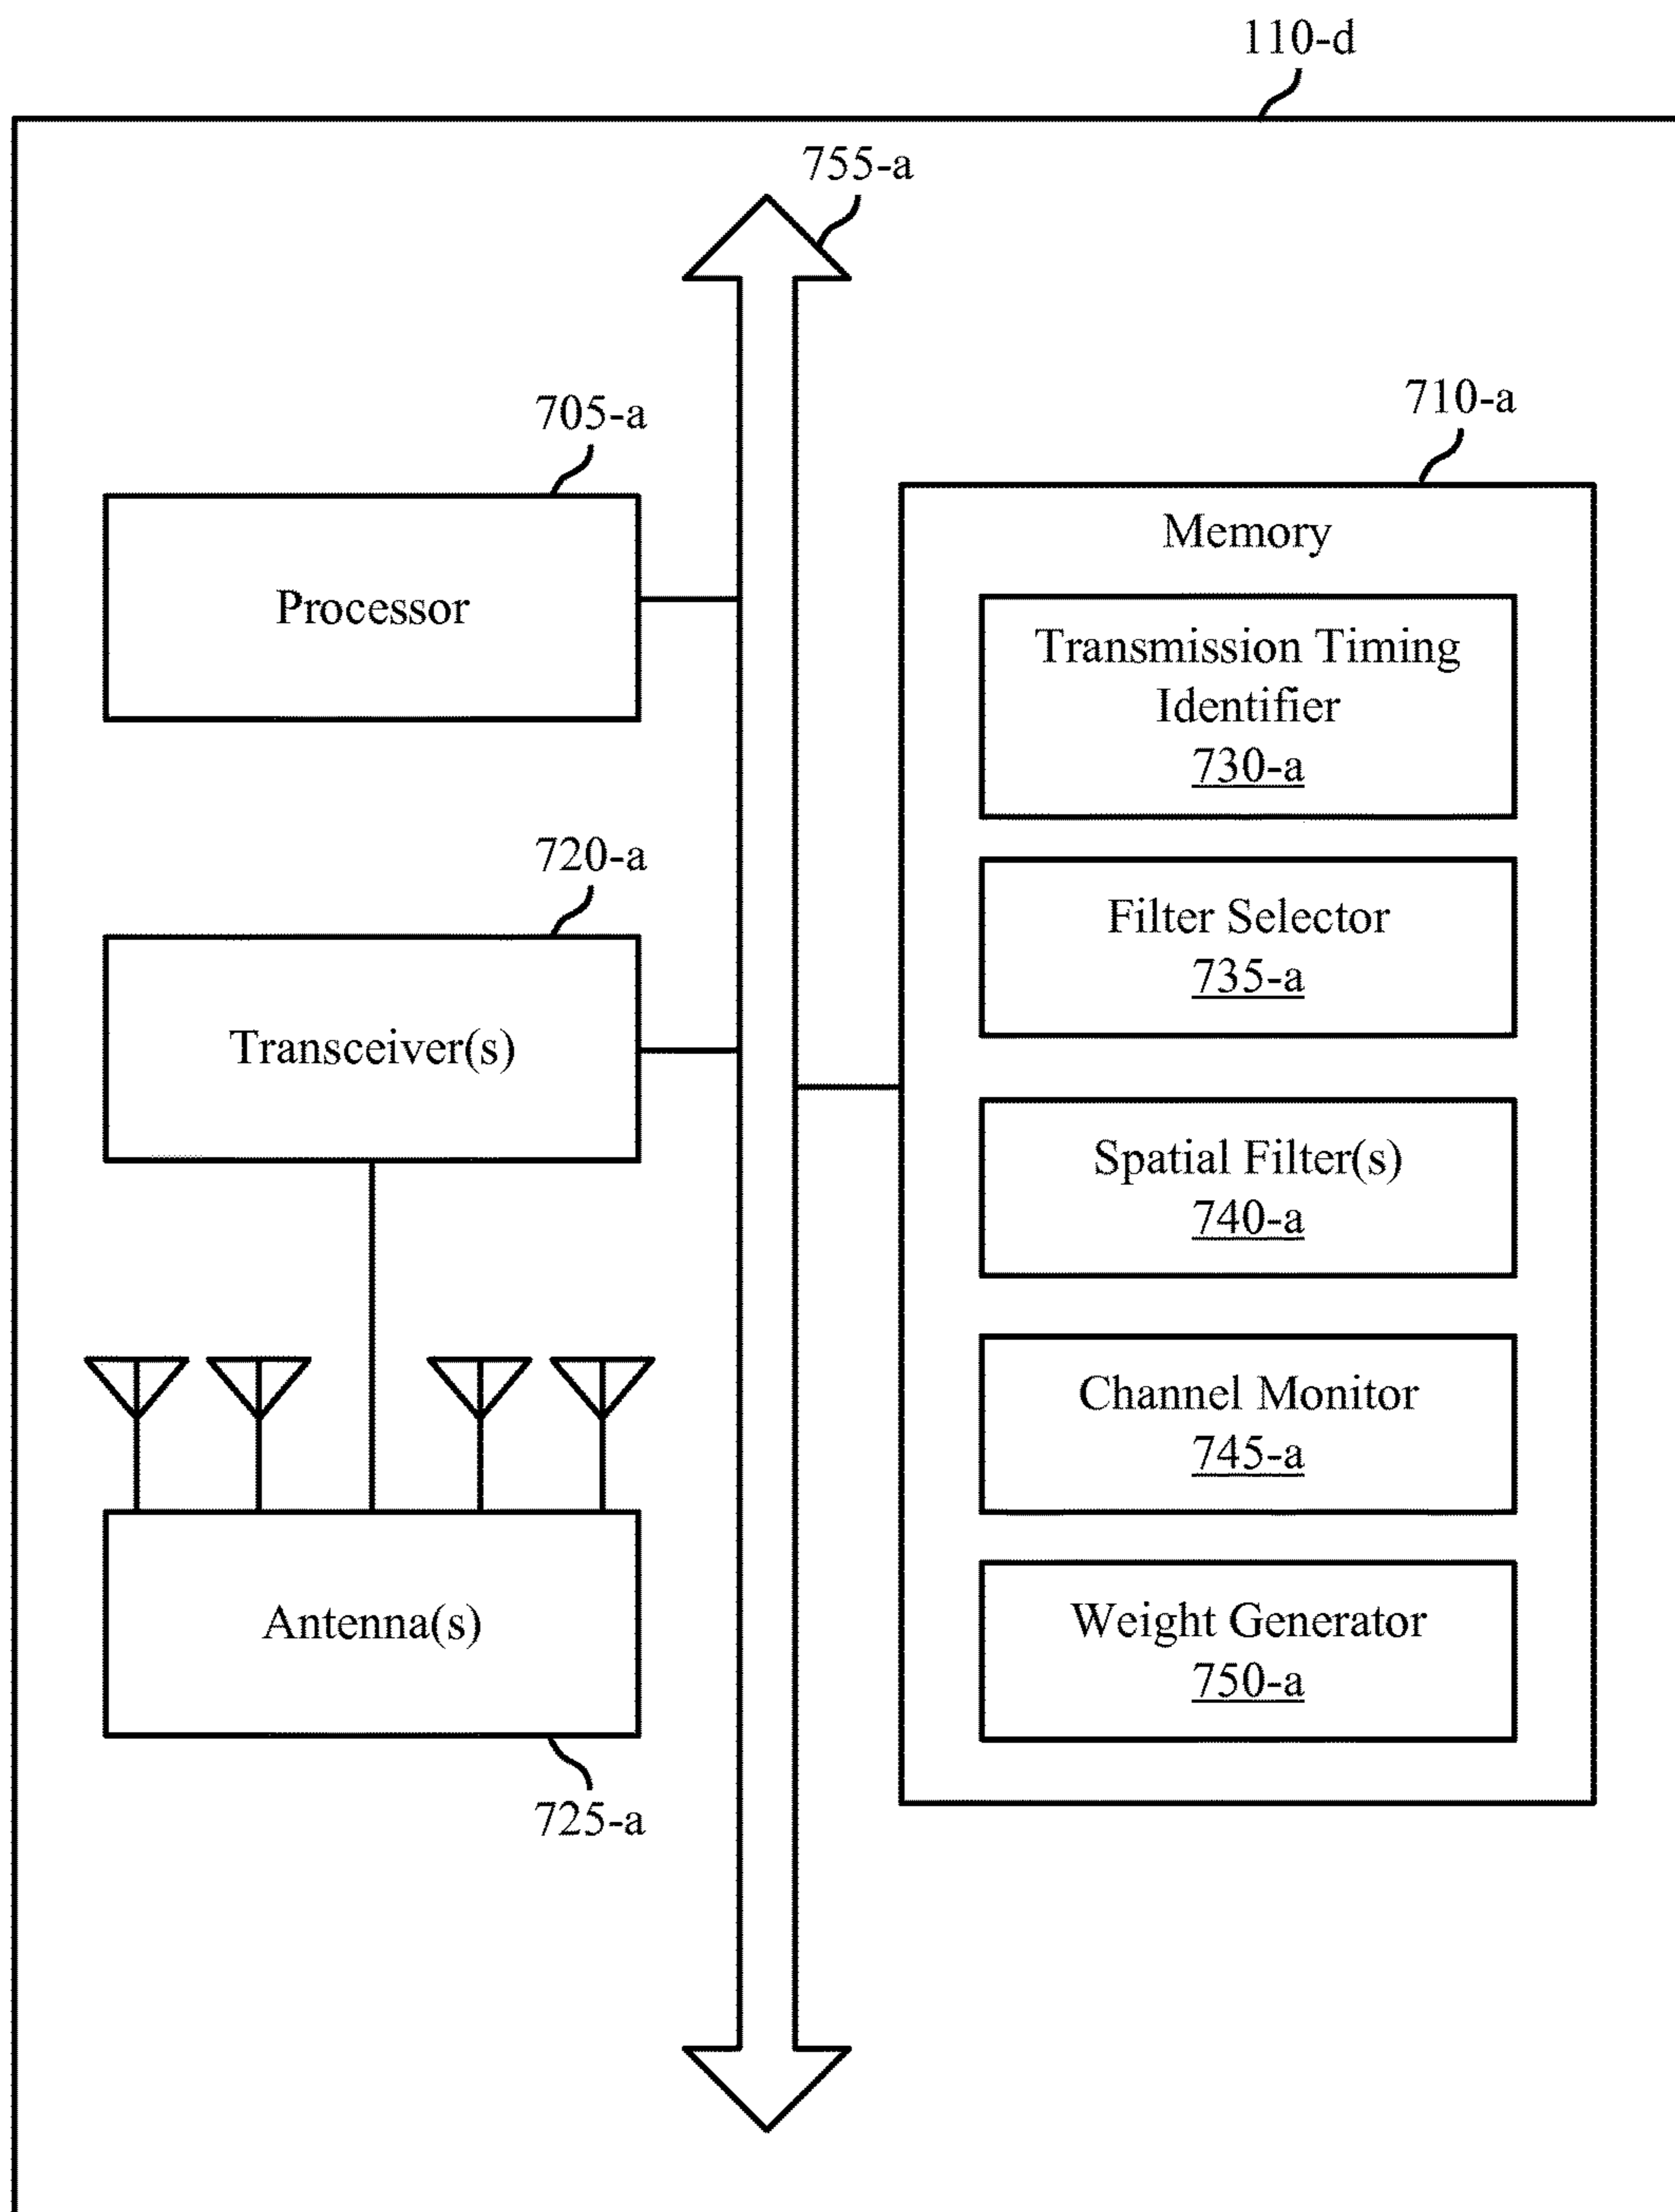 110-d
755-a
705-a
Processor
720-a
Transceiver(s)
Antenna(s)
725-a
710-a
Memory
Transmission Timing
Identifier
730-a
Filter Selector
735-a
Spatial Filter(s)
740-a
Channel Monitor
745-a
Weight Generator
750-a